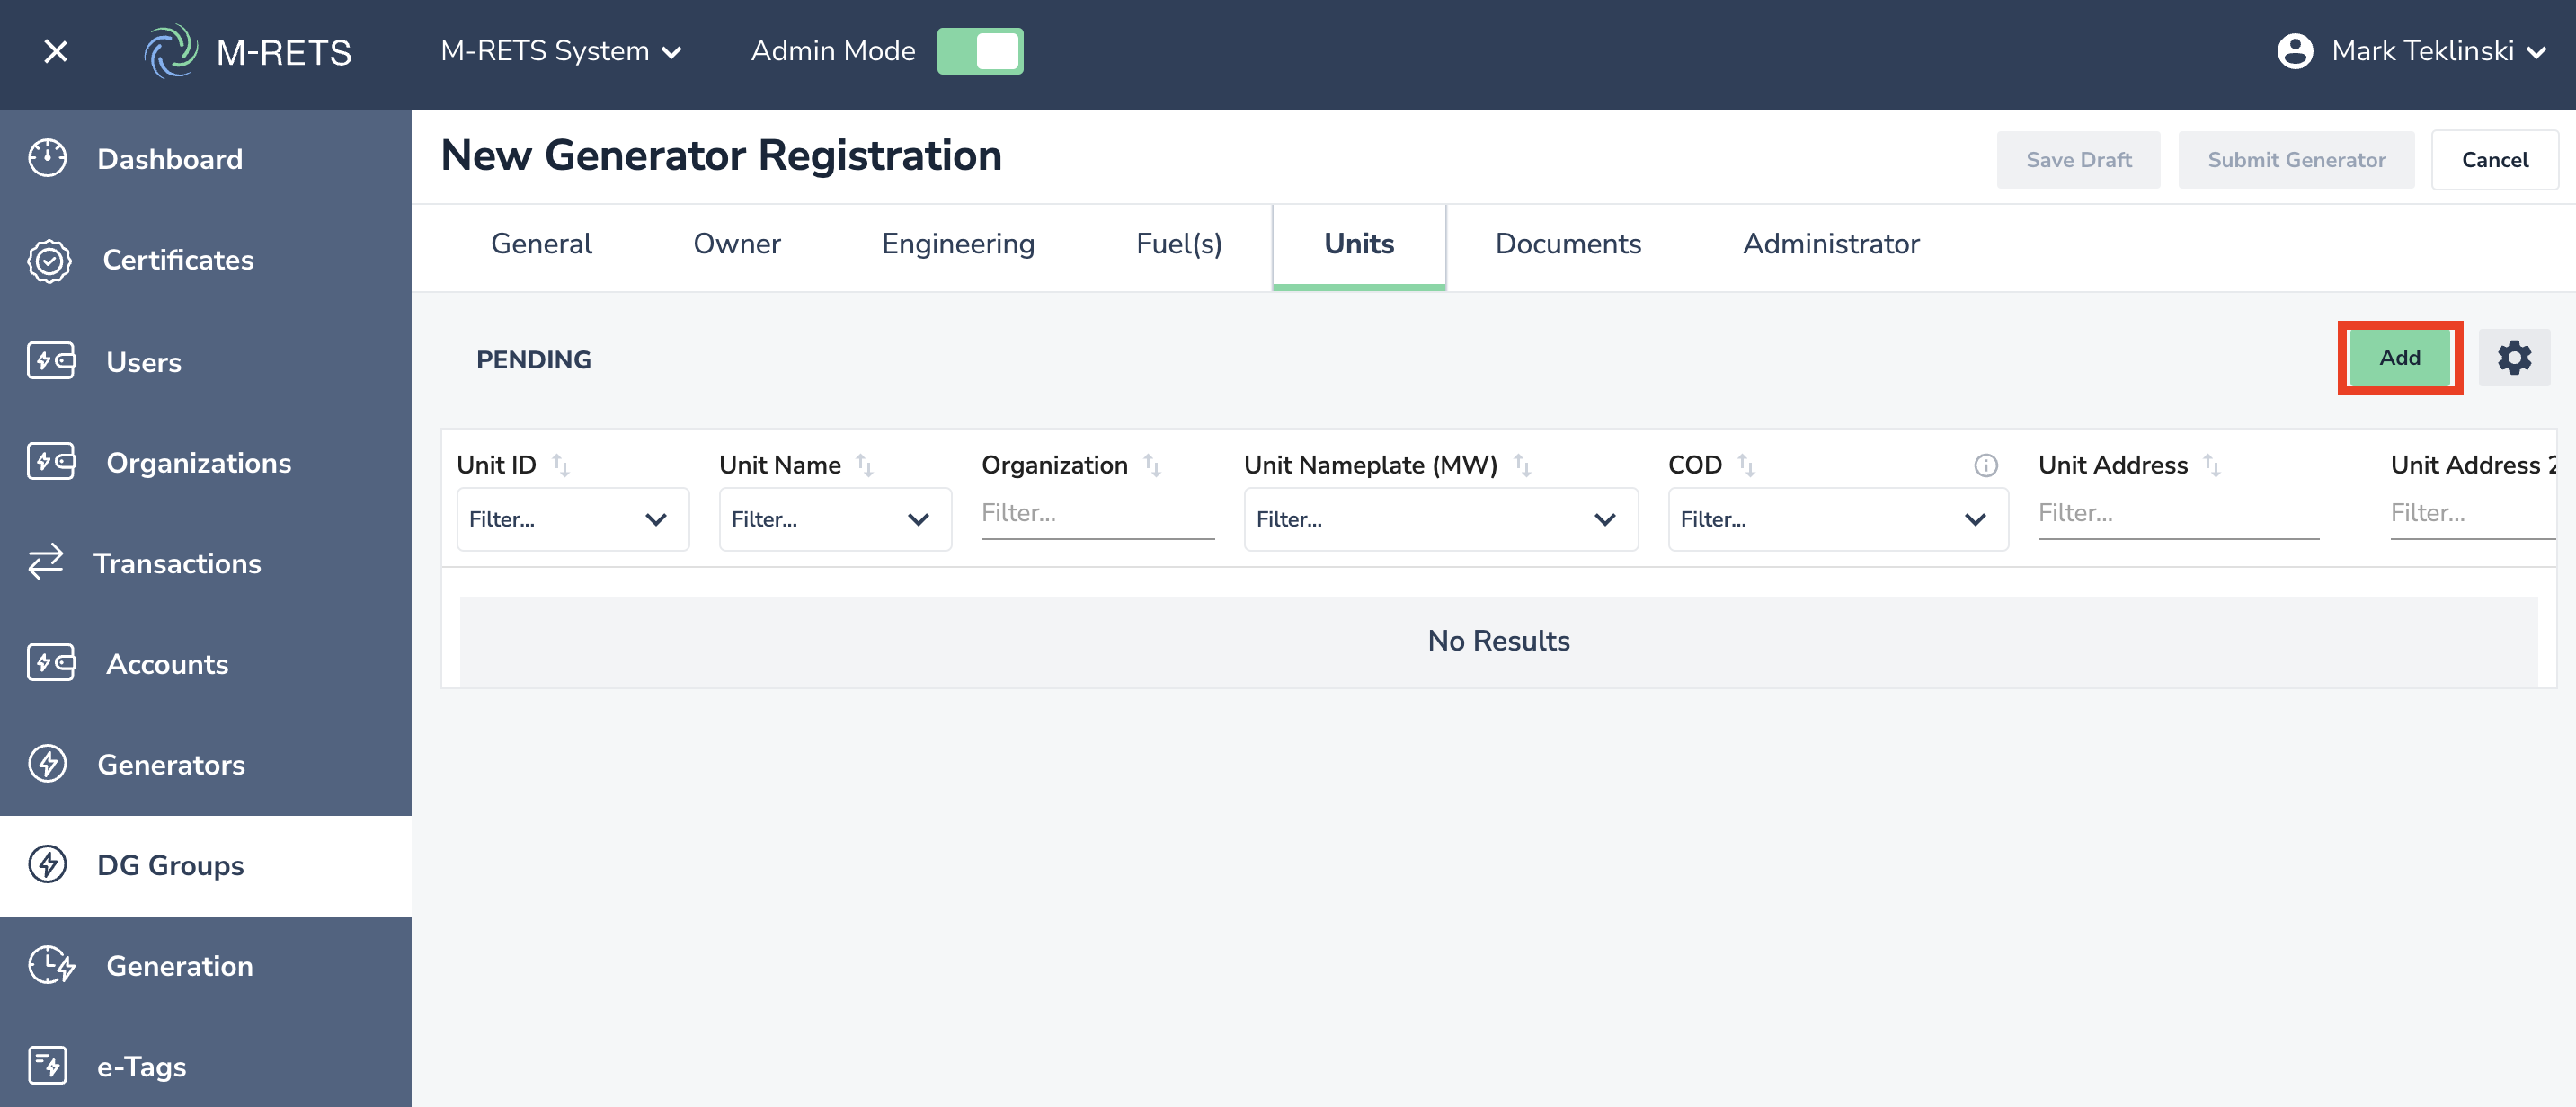 M-RETS
M-RETS System
Admin Mode
Mark Teklinski
Dashboard
Certificates
Users
Organizations
Transactions
Accounts
Generators
DG Groups
Generation
e-Tags
New Generator Registration
Save Draft
Submit Generator
Cancel
General
Owner
Engineering
Fuel(s)
Units
Documents
Administrator
PENDING
Add
Unit ID
Unit Name
Organization
Unit Nameplate (MW)
COD
Unit Address
Unit Address 2
Filter...
Filter...
Filter...
Filter...
Filter...
Filter...
Filter...
No Results